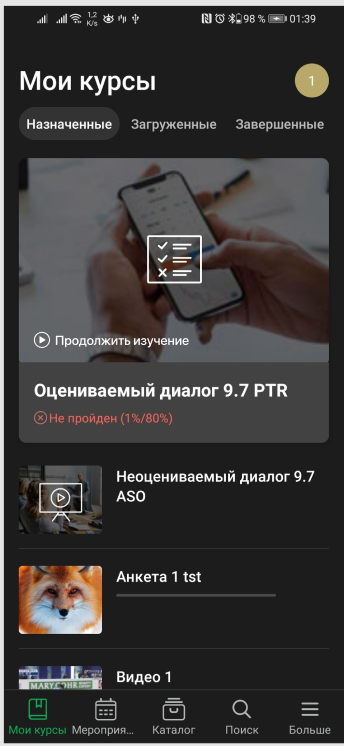 1,2
K/s
98 %
01:39
Мои курсы
1
Назначенные Загруженные Завершенные
Продолжить изучение
Оцениваемый диалог 9.7 PTR
Не пройден (1%/80%)
Неоцениваемый диалог 9.7
ASO
Анкета 1 tst
Видео 1
Мои курсы Мероприя... Каталог Поиск Больше